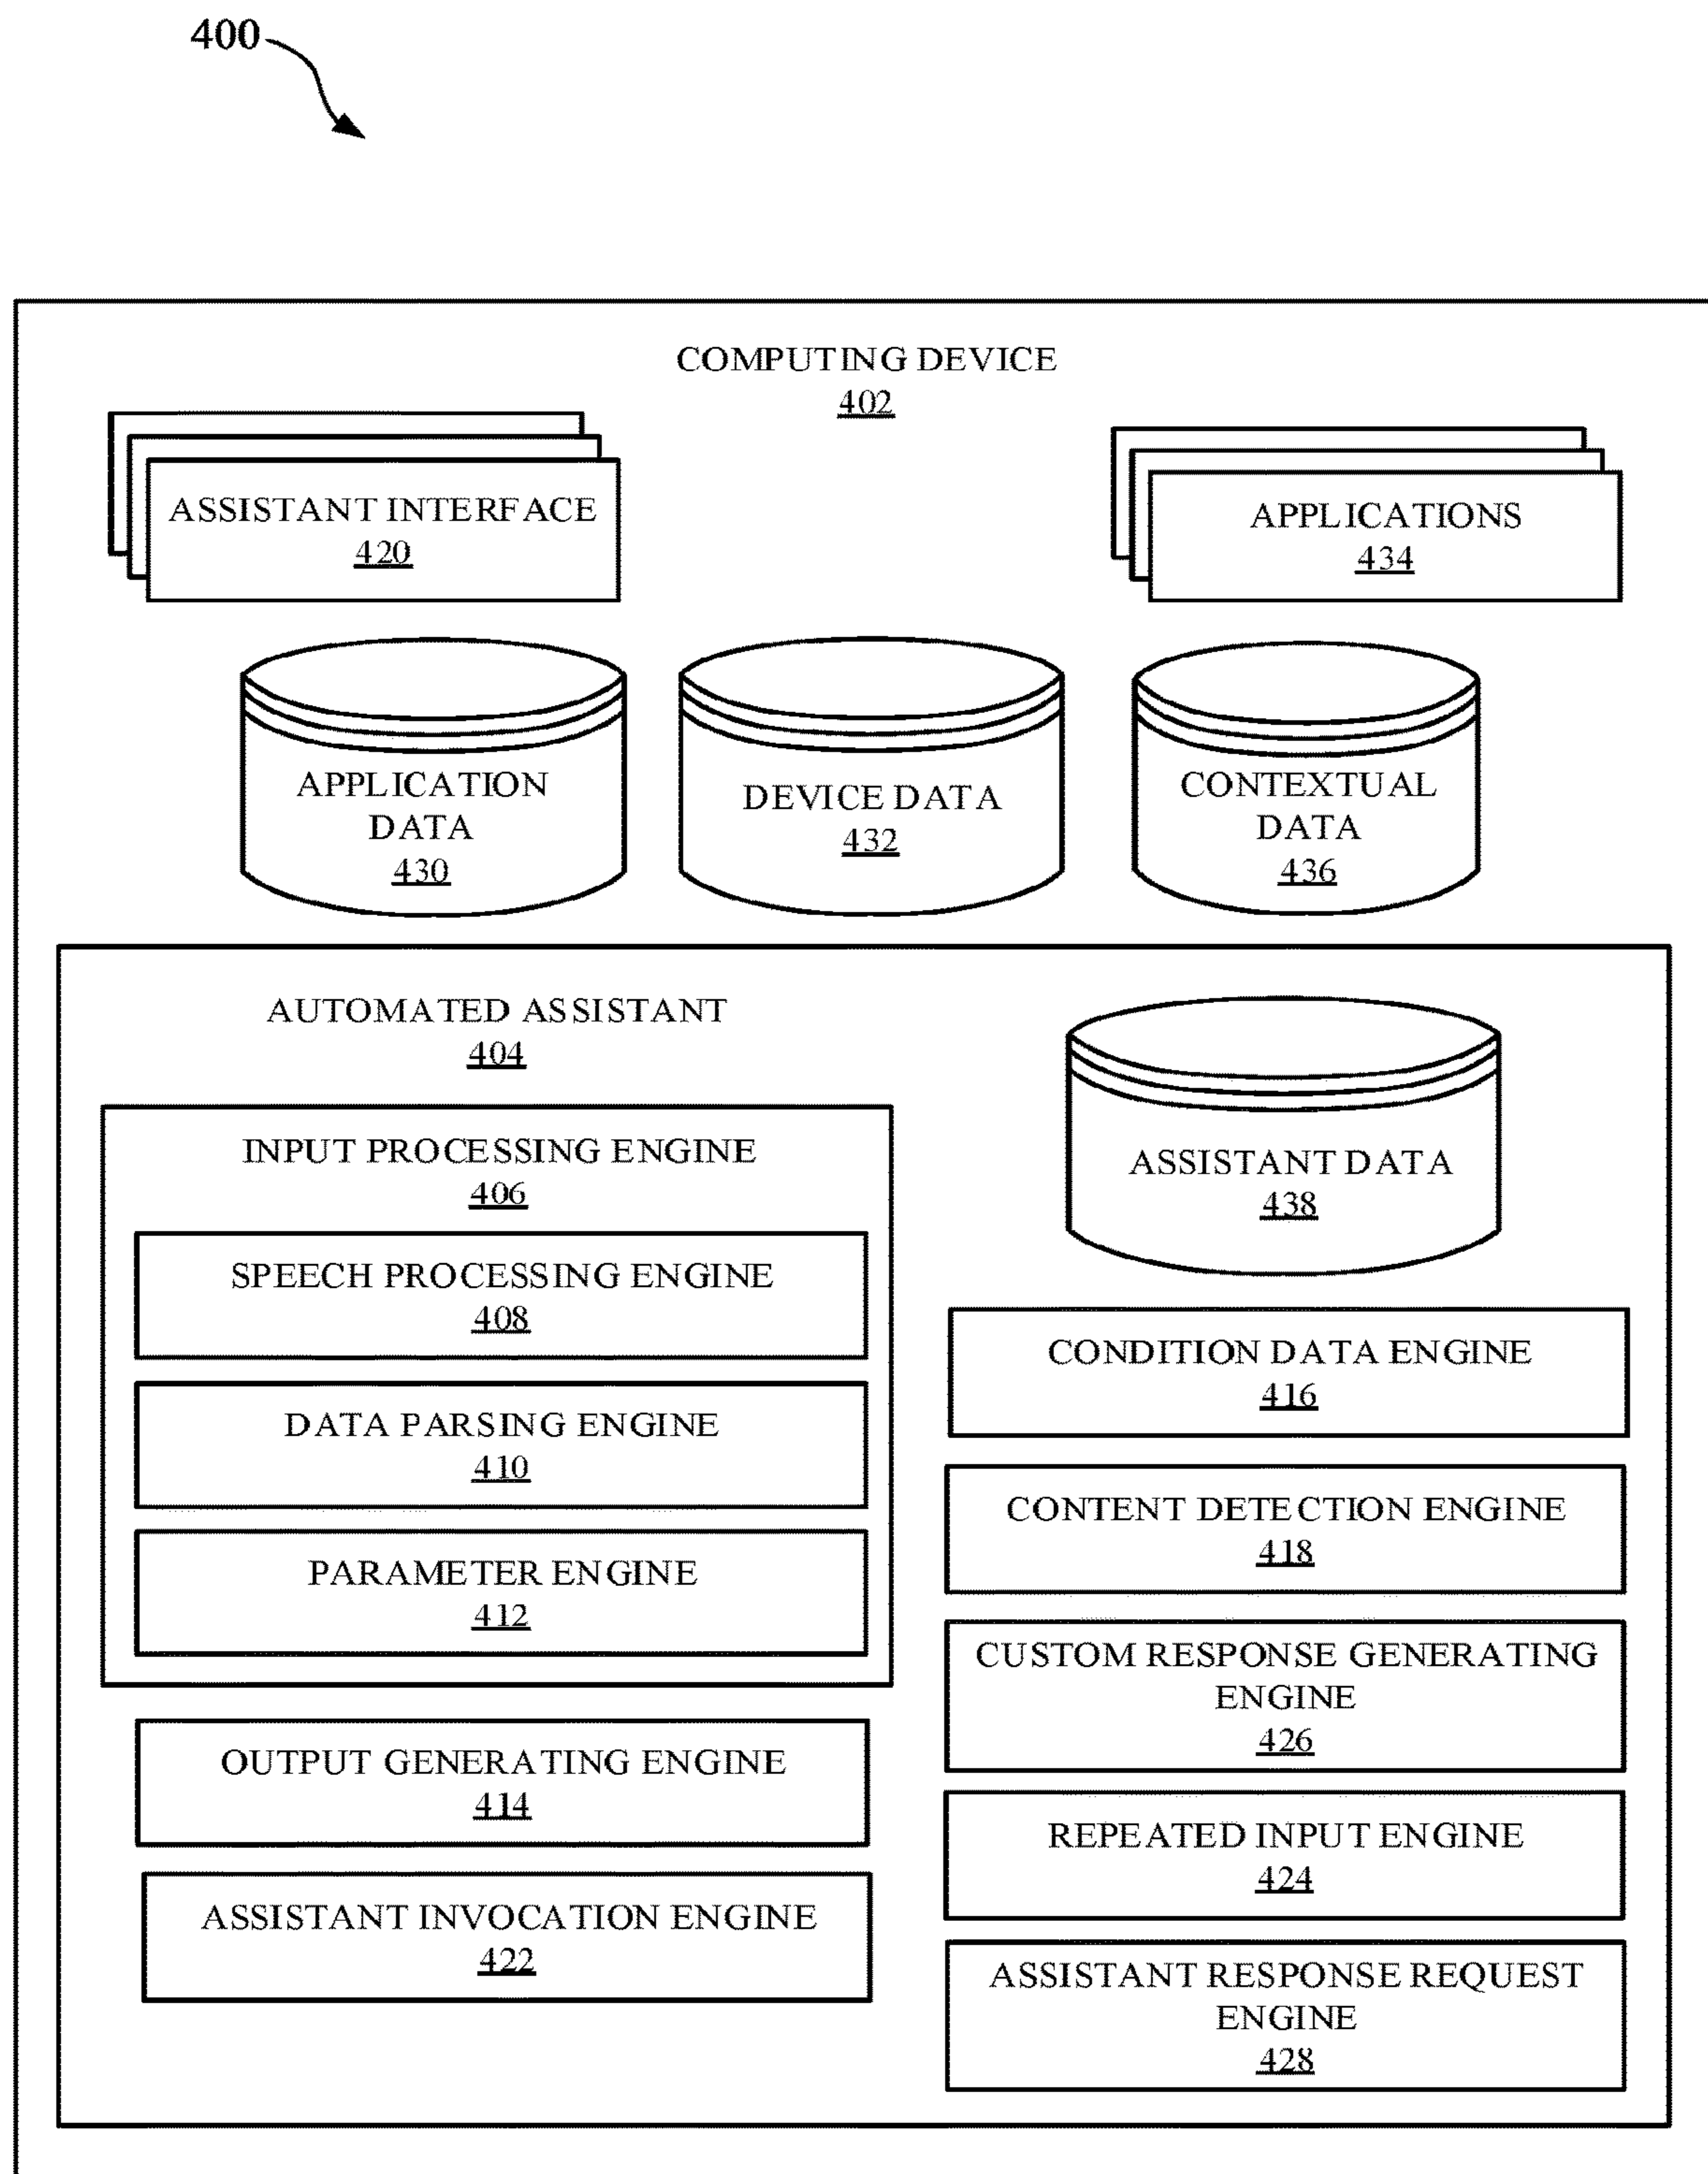 400
COMPUTING DEVICE
402
ASSISTANT INTERFACE
420
APPLICATIONS
434
APPLICATION
DATA
430
DEVICE DATA
432
CONTEXTUAL
DATA
436
AUTOMATED ASSISTANT
404
INPUT PROCESSING ENGINE
406
SPEECH PROCESSING ENGINE
408
DATA PARSING ENGINE
410
PARAMETER ENGINE
412
OUTPUT GENERATING ENGINE
414
ASSISTANT INVOCATION ENGINE
422
ASSISTANT DATA
438
CONDITION DATA ENGINE
416
CONTENT DETECTION ENGINE
418
CUSTOM RESPONSE GENERATING
ENGINE
426
REPEATED INPUT ENGINE
424
ASSISTANT RESPONSE REQUEST
ENGINE
428